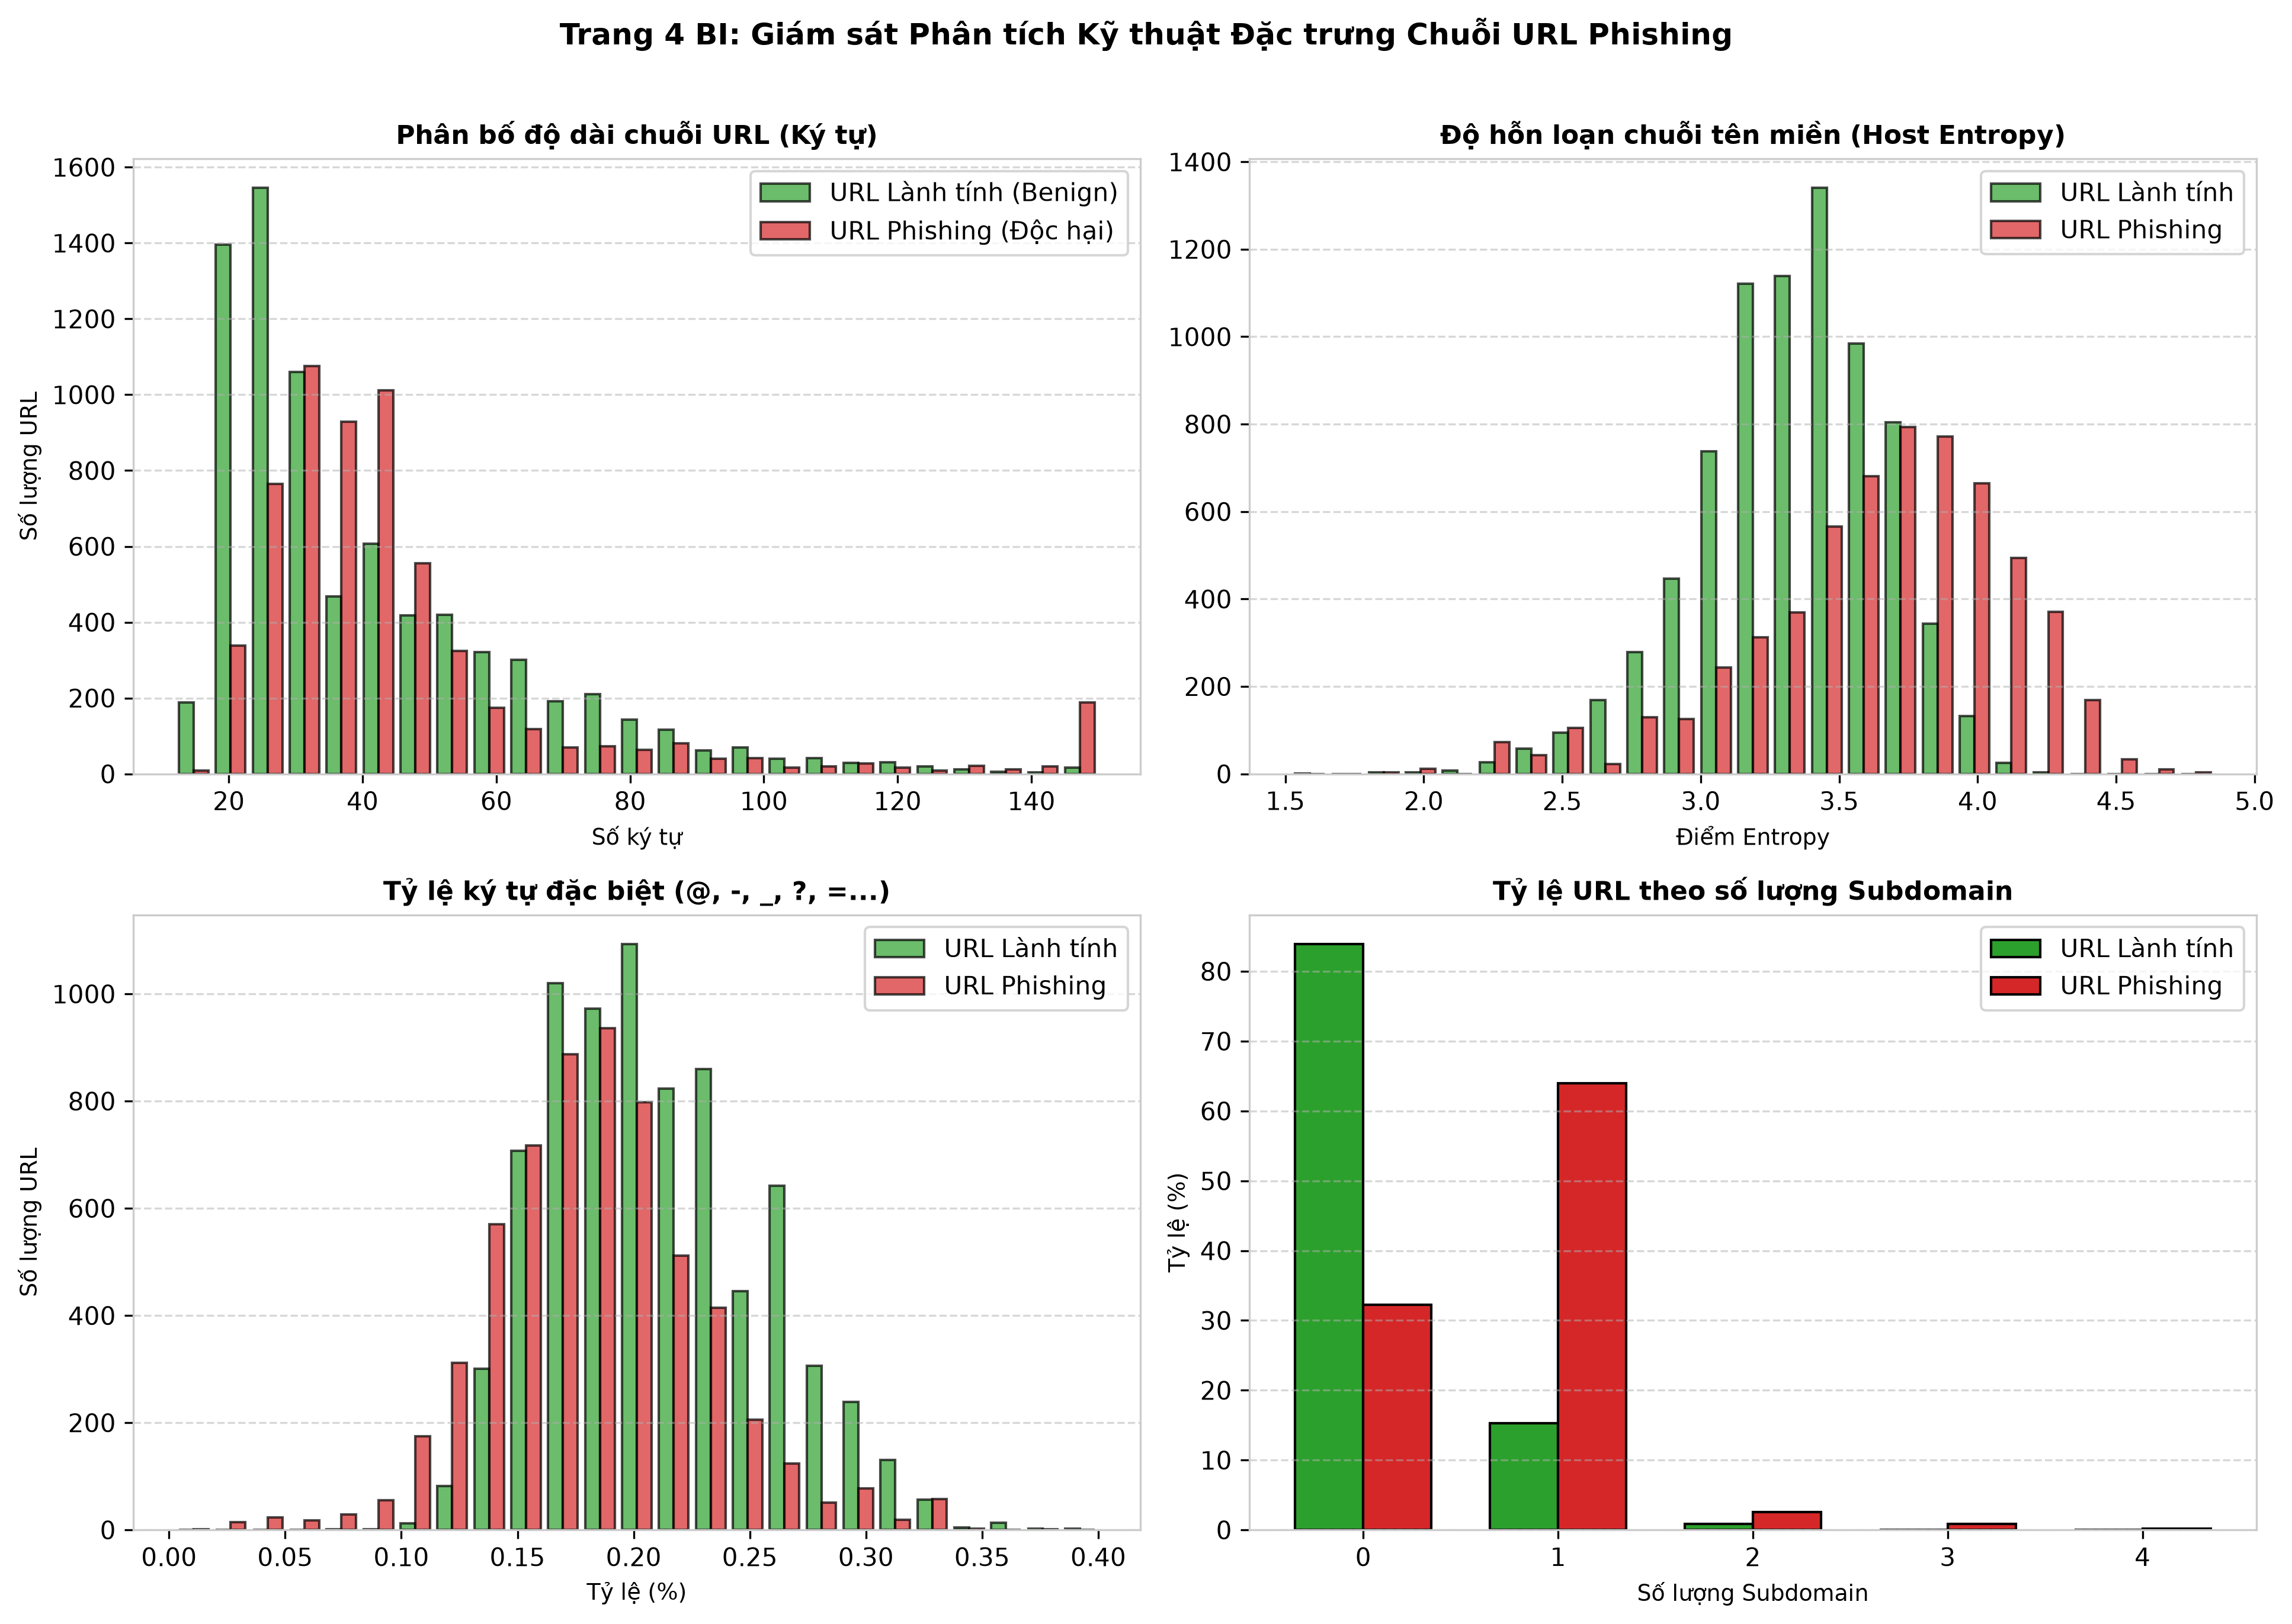 Trang 4 BI: Giám sát Phân tích Kỹ thuật Đặc trưng Chuỗi URL Phishing
Phân bố độ dài chuỗi URL (Ký tự)
1600
1400
1200
1000
800
600
400
200
0
Số lượng URL
URL Lành tính (Benign)
URL Phishing (Độc hại)
20 40 60 80 100 120 140
Số ký tự
Độ hỗn loạn chuỗi tên miền (Host Entropy)
1400
1200
1000
800
600
400
200
0
URL Lành tính
URL Phishing
1.5 2.0 2.5 3.0 3.5 4.0 4.5 5.0
Điểm Entropy
Tỷ lệ ký tự đặc biệt (@, -, _, ?, =...)
1000
800
600
400
200
0
Số lượng URL
URL Lành tính
URL Phishing
0.00 0.05 0.10 0.15 0.20 0.25 0.30 0.35 0.40
Tỷ lệ (%)
Tỷ lệ URL theo số lượng Subdomain
80
70
60
50
40
30
20
10
0
Tỷ lệ (%)
URL Lành tính
URL Phishing
0 1 2 3 4
Số lượng Subdomain